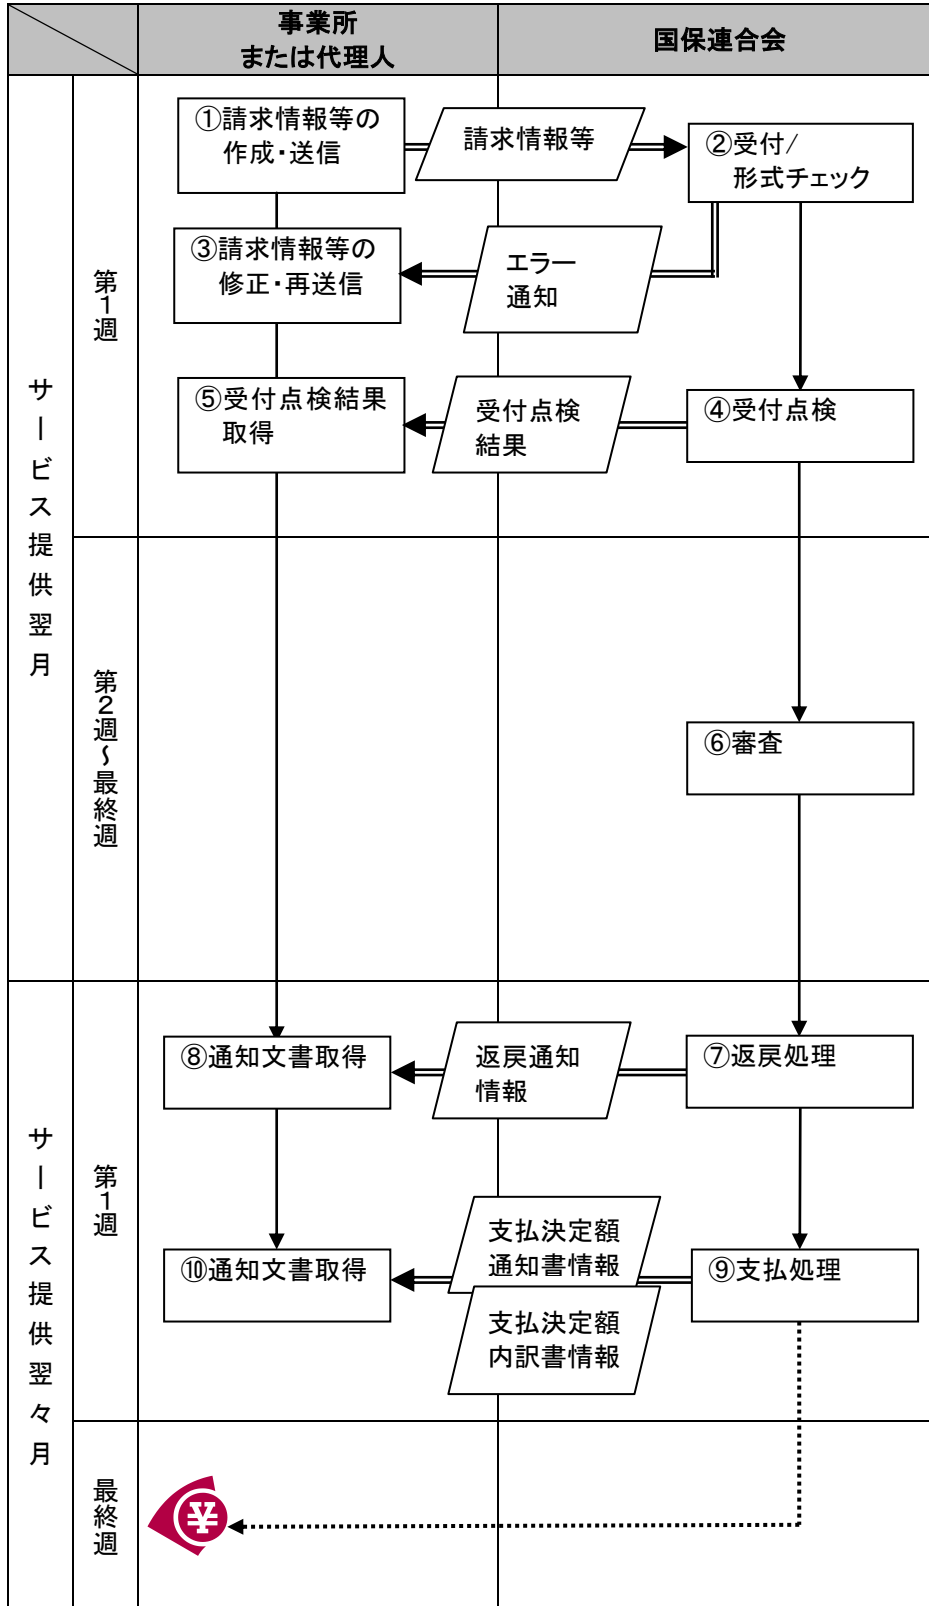 事業所
または代理人
国保連合会
サービス提供翌月
第1週
①請求情報等の
作成・送信
請求情報等
②受付/
形式チェック
③請求情報等の
修正・再送信
エラー
通知
⑤受付点検結果
取得
受付点検
結果
④受付点検
第2週~最終週
⑥審査
サービス提供翌々月
第1週
⑧通知文書取得
返戻通知
情報
⑦返戻処理
⑩通知文書取得
支払決定額
通知書情報
支払決定額
内訳書情報
⑨支払処理
最終週
¥